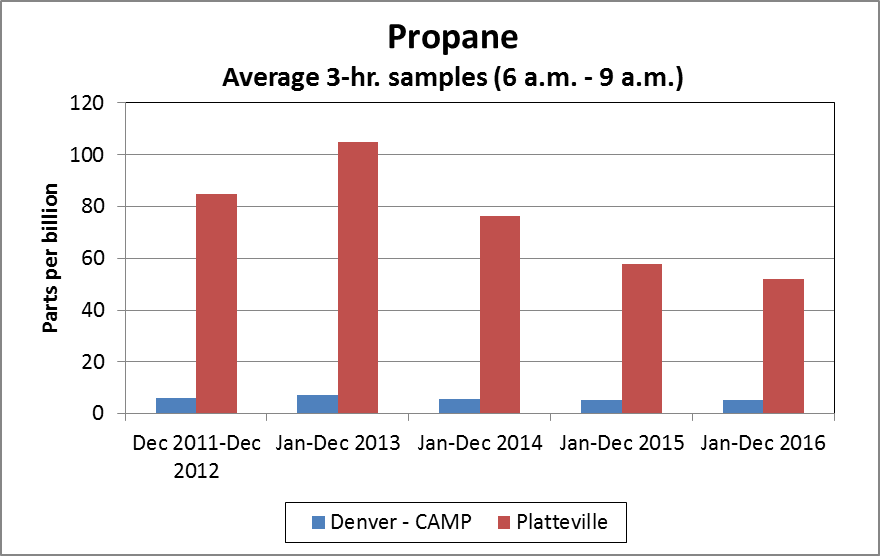 Propane
Average 3-hr. samples (6 a.m. - 9 a.m.)
120
100
80
60
40
20
0
Parts per billion
Dec 2011-Dec
2012
Jan-Dec 2013
Jan-Dec 2014
Jan-Dec 2015
Jan-Dec 2016
Denver - CAMP
Platteville